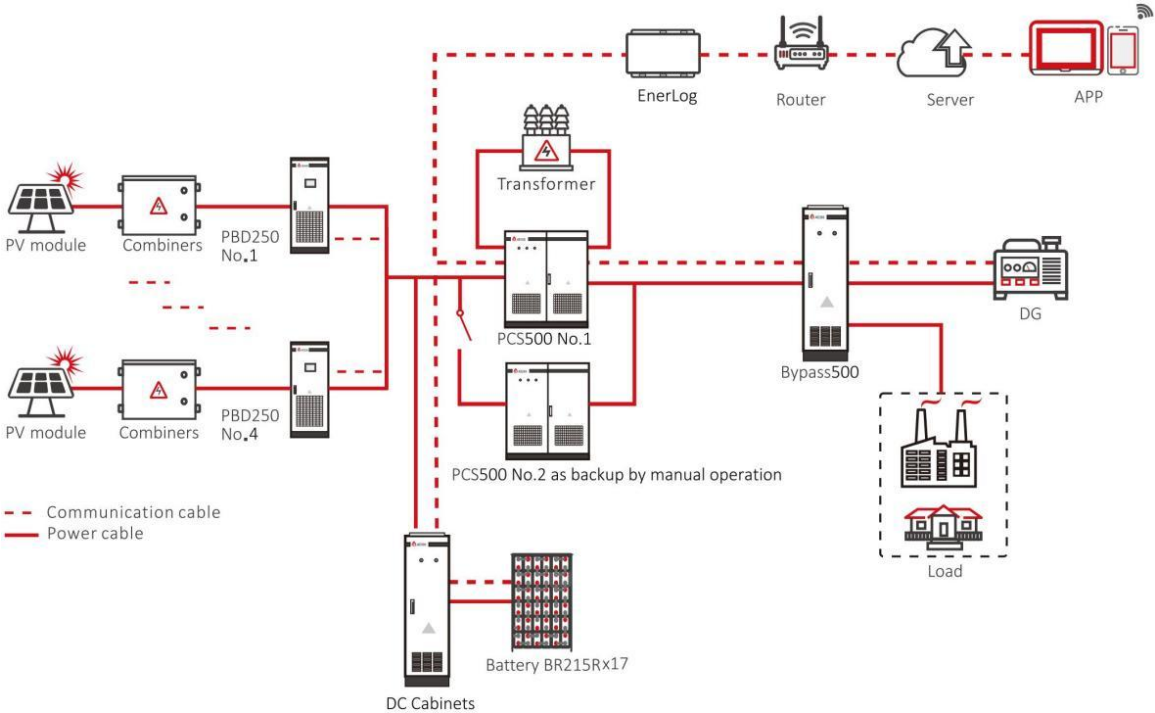 EnerLog
Router
Server
APP
Transformer
PV module
Combiners
PBD250
No.1
PCS500 No.1
Bypass500
DG
PV module
Combiners
PBD250
No.4
PCS500 No.2 as backup by manual operation
Communication cable
Power cable
Load
Battery BR215Rx17
DC Cabinets